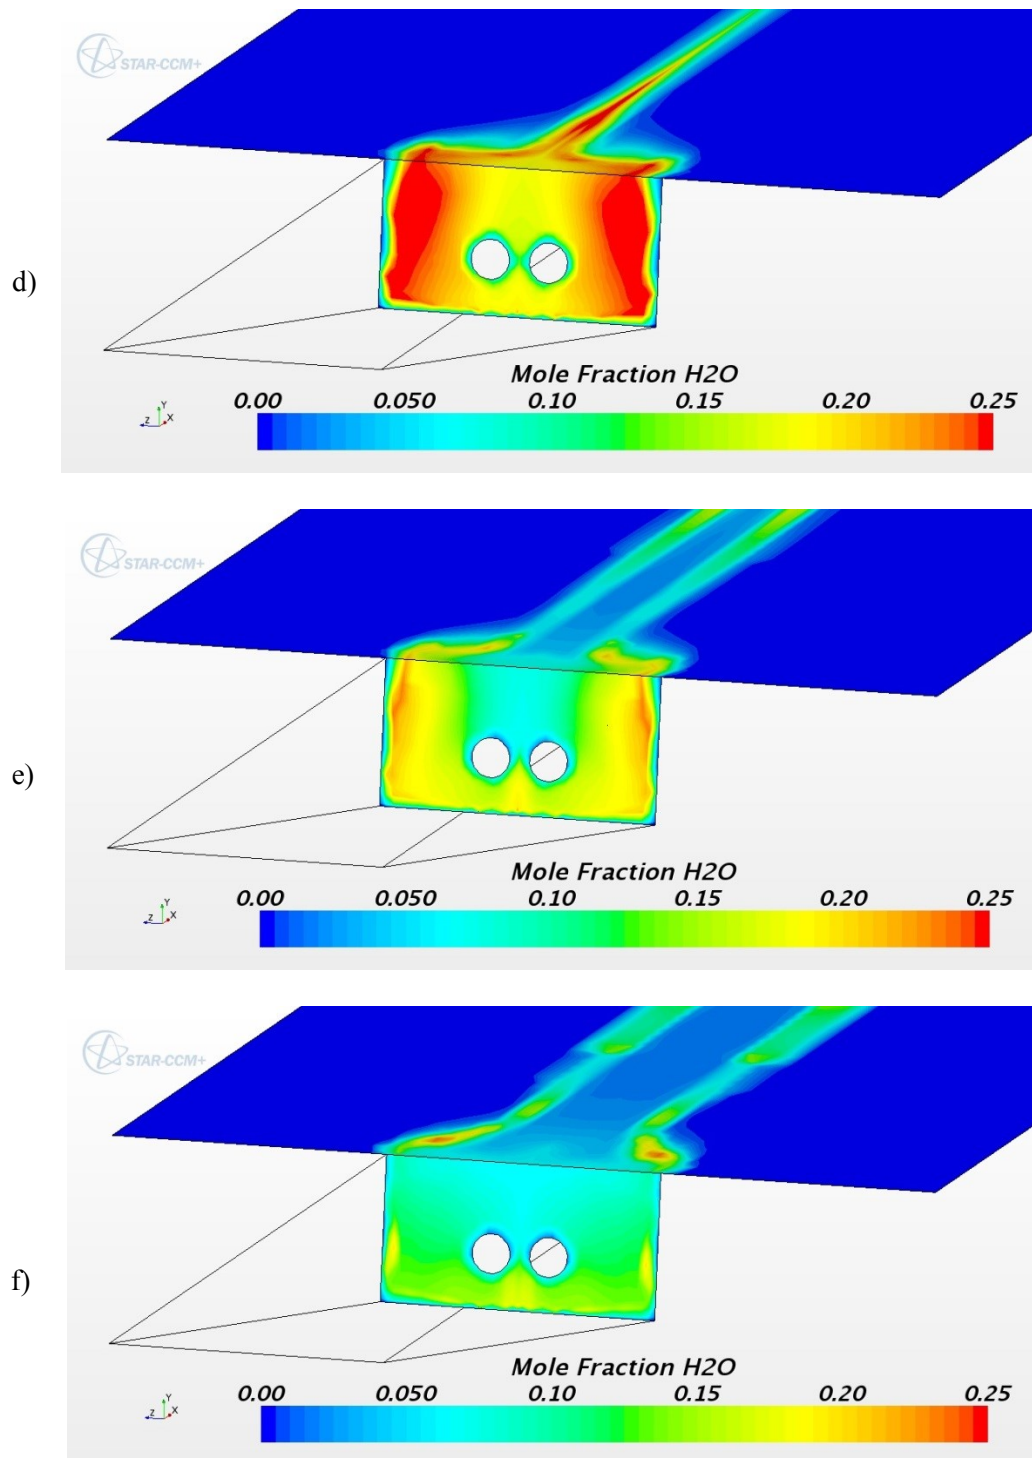 STAR-CCM+
d)
Mole Fraction H2O
0.00 0.050 0.10 0.15 0.20 0.25
Y
Z X
STAR-CCM+
e)
Mole Fraction H2O
0.00 0.050 0.10 0.15 0.20 0.25
Y
Z X
STAR-CCM+
f)
Mole Fraction H2O
0.00 0.050 0.10 0.15 0.20 0.25
Y
Z X